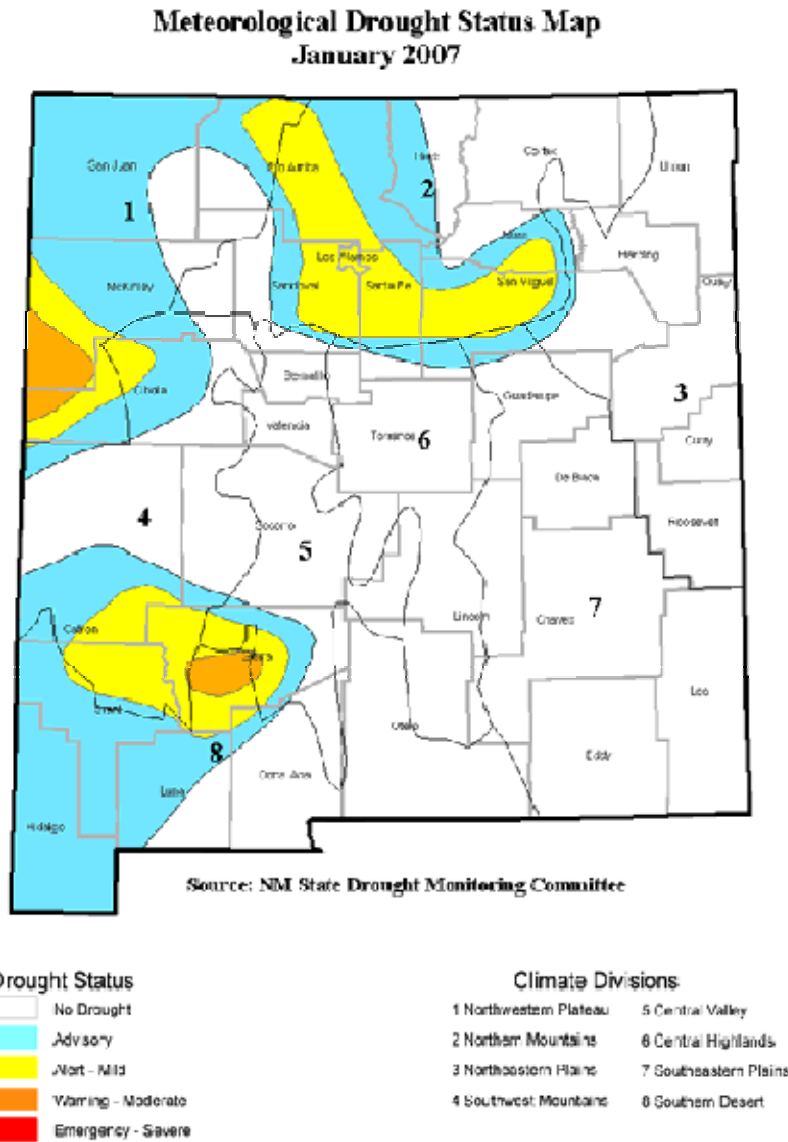 Meteorological Drought Status Map
January 2007
San Juan
Rio Arriba
Taos
Colfax
Union
1
2
Mora
Harding
Los Alamos
McKinley
Sandoval
Santa Fe
San Miguel
Quay
Cibola
Bernalillo
Guadalupe
3
Valencia
Torrance
6
Curry
De Baca
4
Socorro
5
Roosevelt
7
Lincoln
Chaves
Catron
Sierra
Lea
Grant
Otero
8
Eddy
Luna
Dona Ana
Hidalgo
Source: NM State Drought Monitoring Committee
Drought Status
Climate Divisions
No Drought
1 Northwestern Plateau
5 Central Valley
Advisory
2 Northern Mountains
6 Central Highlands
Alert - Mild
3 Northeastern Plains
7 Southeastern Plains
Warning - Moderate
4 Southwest Mountains
8 Southern Desert
Emergency - Severe